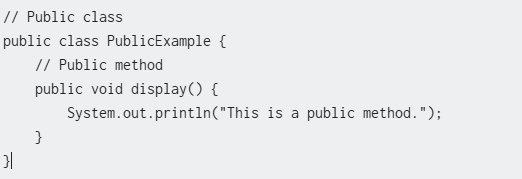 // Public class
public class PublicExample {
    // Public method
    public void display() {
        System.out.println("This is a public method.");
    }
}